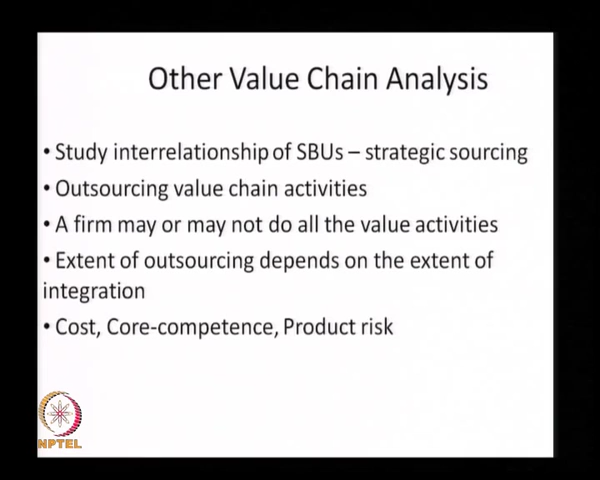 Other Value Chain Analysis
• Study interrelationship of SBUs – strategic sourcing
• Outsourcing value chain activities
• A firm may or may not do all the value activities
• Extent of outsourcing depends on the extent of
integration
• Cost, Core-competence, Product risk
NPTEL